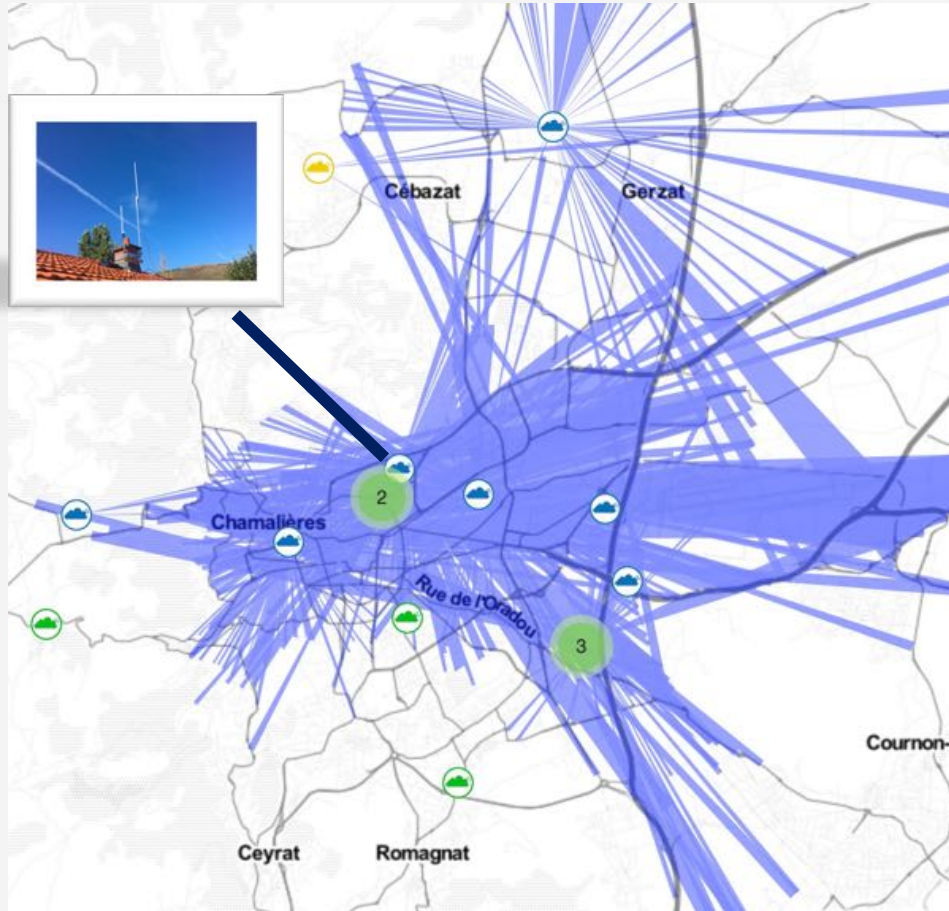 Cébazat
Gerzat
2
Chamalières
Rue de l'Oradou
3
Cournon-
Ceyrat
Romagnat